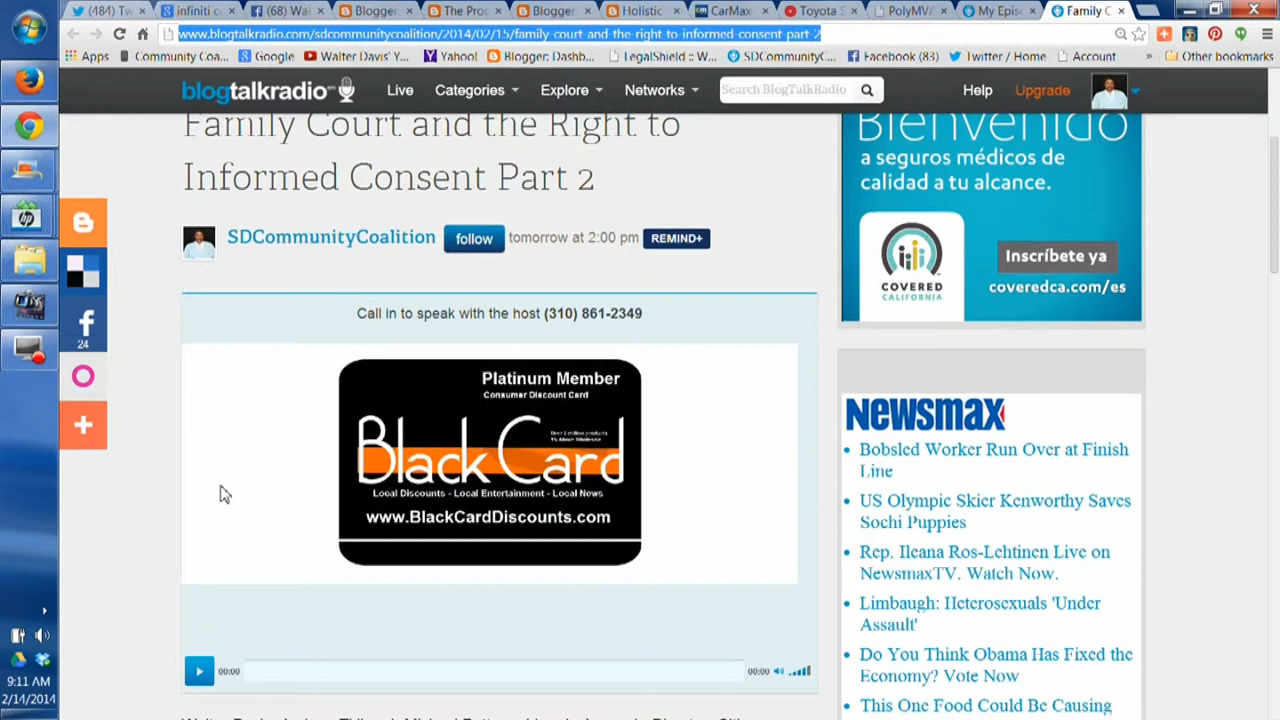 (484) Tw
infiniti c
(68) Wal
Blogger:
The Proc
Blogger:
Holistic
CarMax
Toyota S
PolyMV/
My Epis
Family C
www.blogtalkradio.com/sdcommunitycoalition/2014/02/15/family-court-and-the-right-to-informed-consent-part-2
Apps
Community Coa...
Google
Walter Davis' Y...
Yahoo!
Blogger: Dashb...
LegalShield :: W...
SDCommunityC...
Facebook (83)
Twitter / Home
Account
Other bookmarks
blogtalkradio
Live
Categories
Explore
Networks
Search BlogTalkRadio
Help
Upgrade
Family Court and the Right to
Informed Consent Part 2
SDCommunityCoalition
follow
tomorrow at 2:00 pm
REMIND+
Call in to speak with the host (310) 861-2349
Platinum Member
Consumer Discount Card
Over 2 million products
1% Above Wholesale
BlackCard
Local Discounts - Local Entertainment - Local News
www.BlackCardDiscounts.com
00:00
00:00
Bienvenido
a seguros médicos de
calidad a tu alcance.
COVERED
CALIFORNIA
Inscríbete ya
coveredca.com/es
Newsmax
Bobsled Worker Run Over at Finish
Line
US Olympic Skier Kenworthy Saves
Sochi Puppies
Rep. Ileana Ros-Lehtinen Live on
NewsmaxTV. Watch Now.
Limbaugh: Heterosexuals 'Under
Assault'
Do You Think Obama Has Fixed the
Economy? Vote Now
This One Food Could Be Causing
24
hp
9:11 AM
2/14/2014